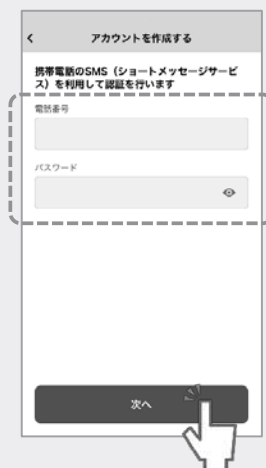 アカウントを作成する
携帯電話のSMS（ショートメッセージサービ
ス）を利用して認証を行います
電話番号
パスワード
次へ